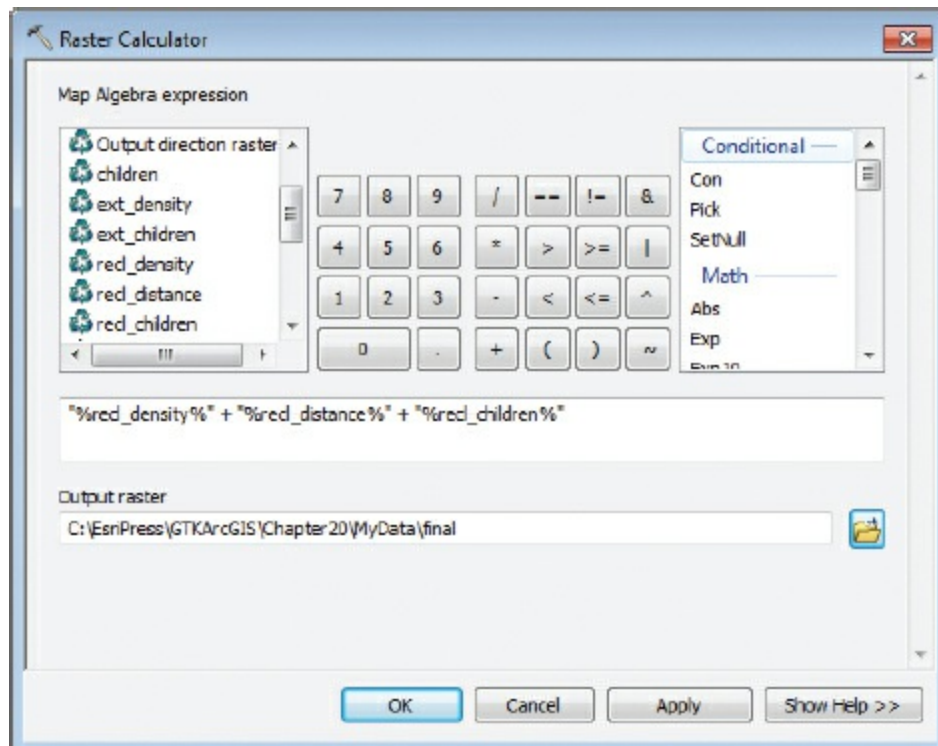 Raster Calculator
Map Algebra expression
Output direction raster
children
ext_density
ext_children
recl_density
recl_distance
recl_children
7 8 9 / == != &
4 5 6 * > >= |
1 2 3 - < <= ^
0 . + ( ) ~
Conditional
Con
Pick
SetNull
Math
Abs
Exp
Exp10
"%recl_density%" + "%recl_distance%" + "%recl_children%"
Output raster
C:\EsriPress\GTKArcGIS\Chapter20\MyData\final
OK Cancel Apply Show Help >>